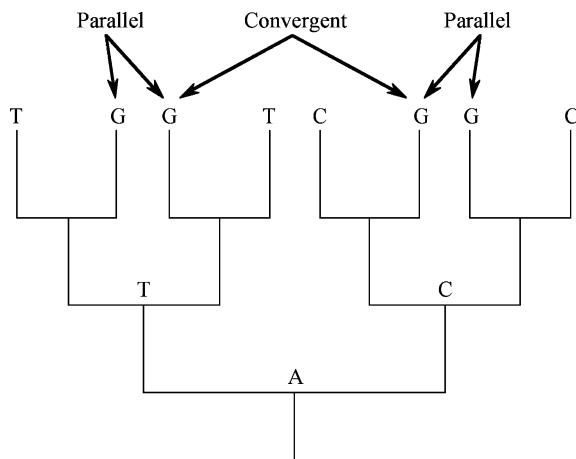 Parallel Convergent Parallel
T G G T C G G C
T C
A